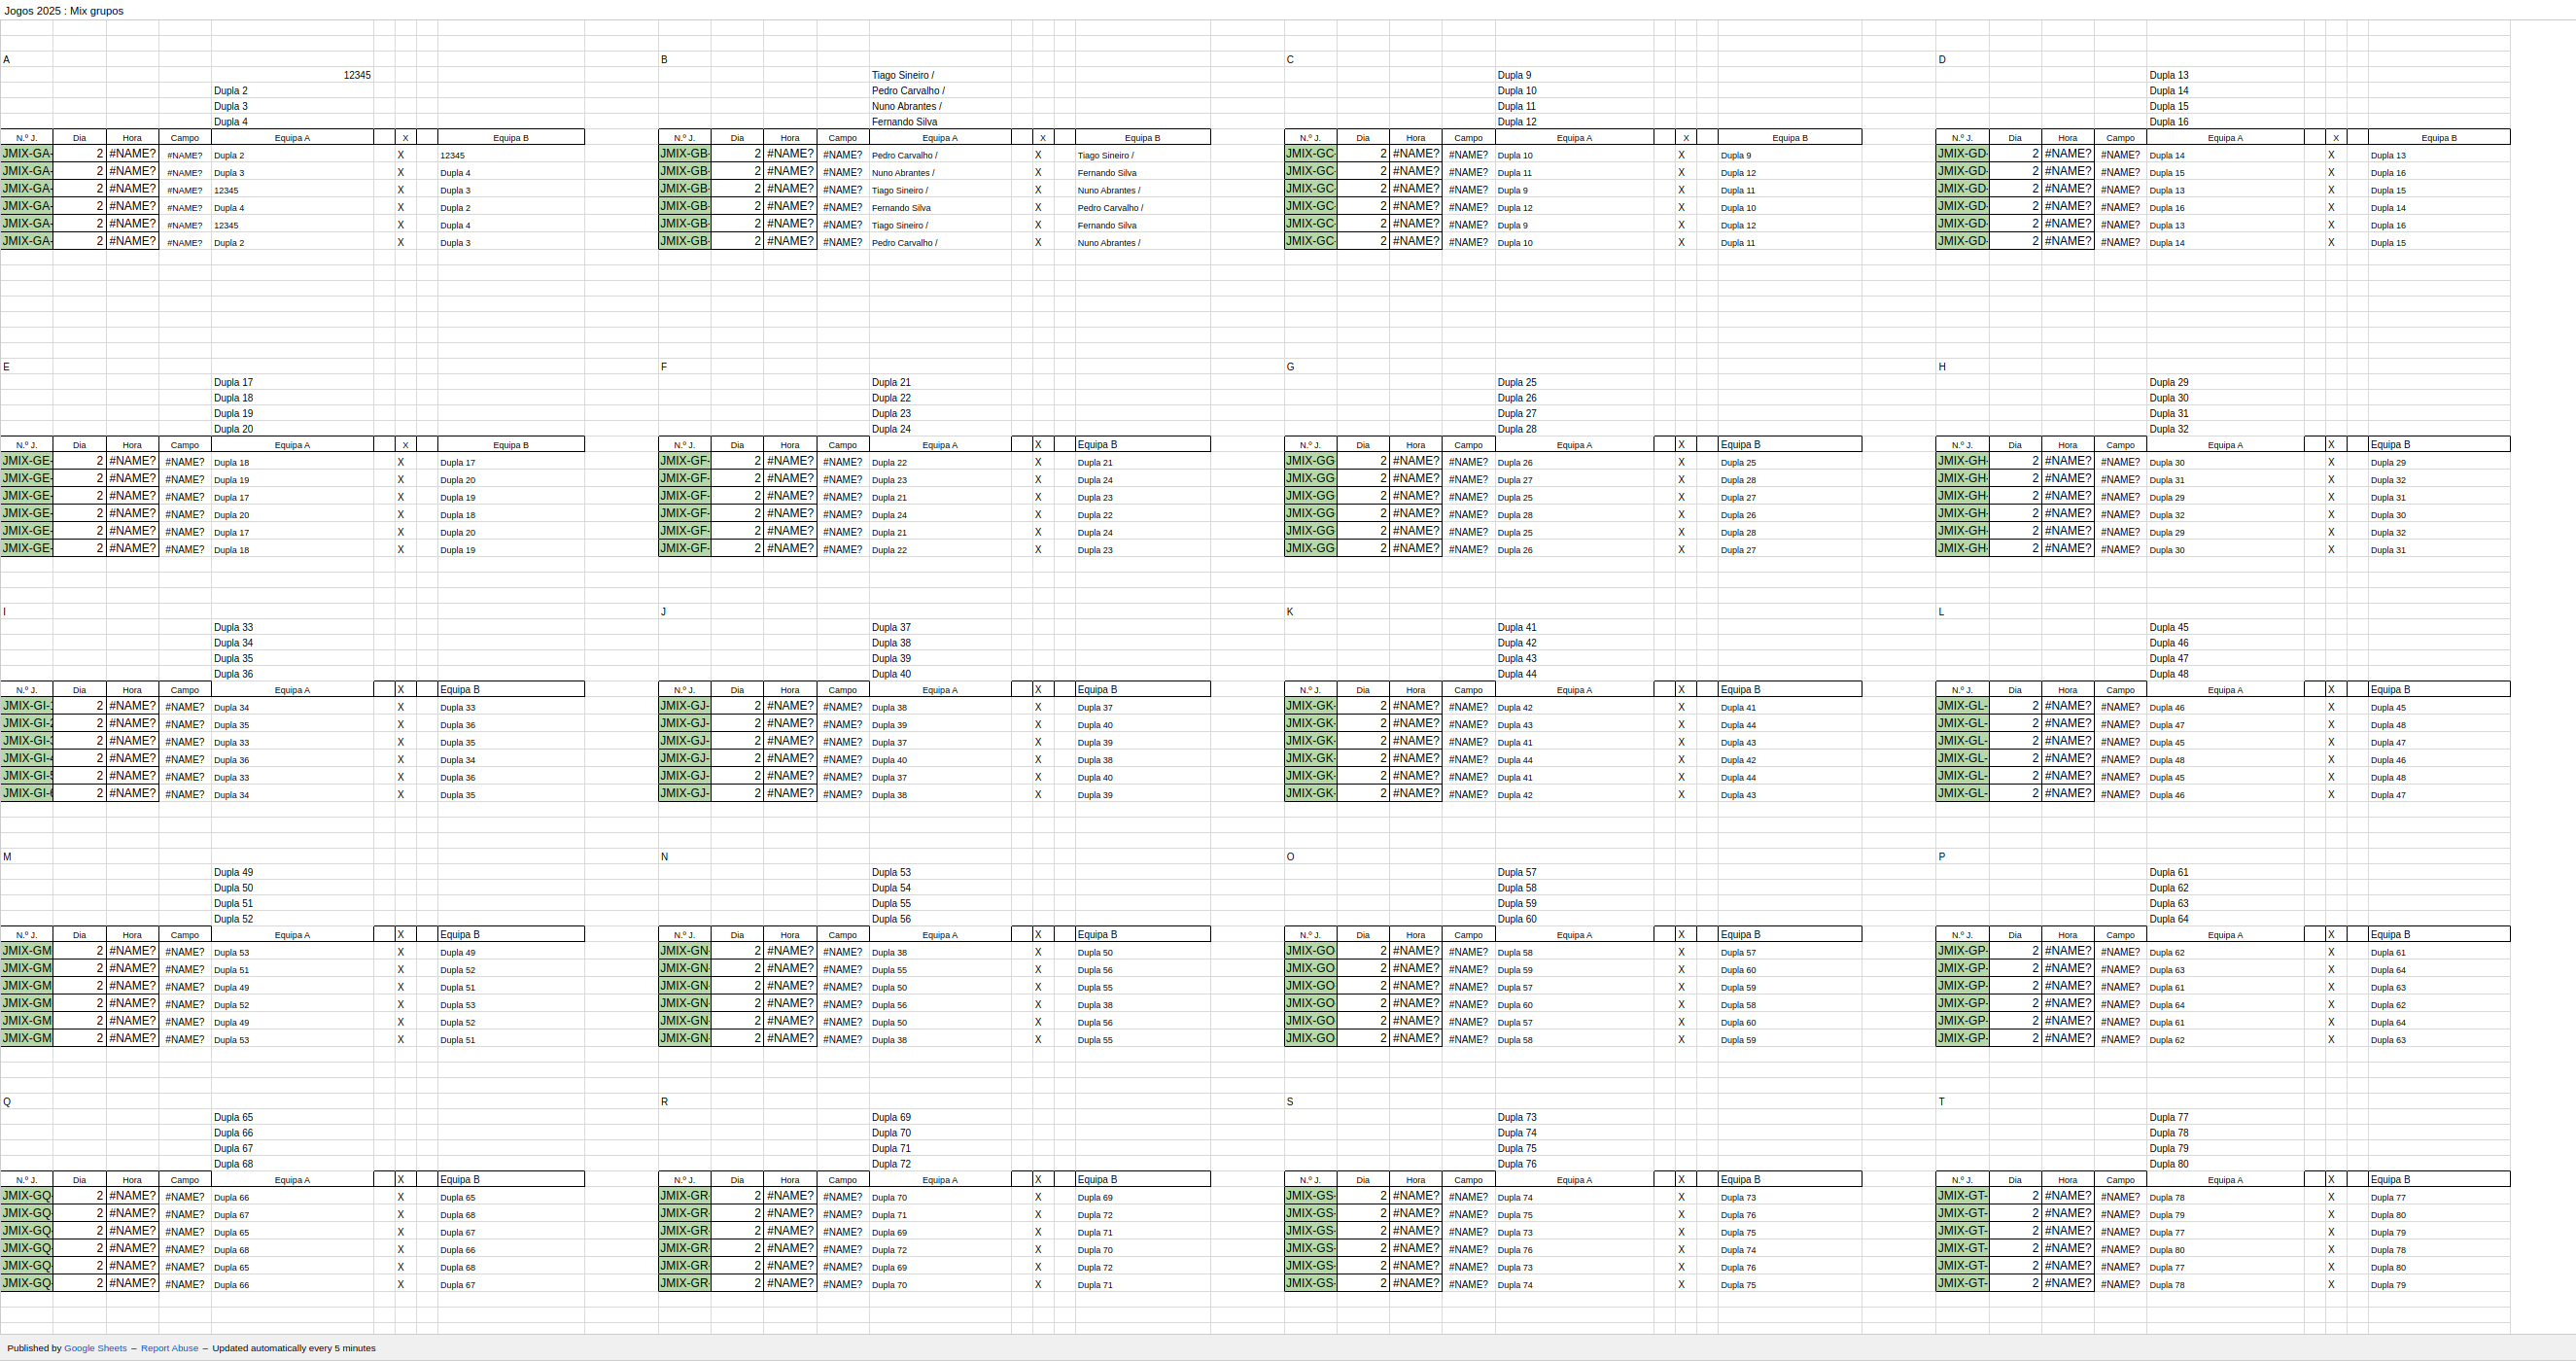 Jogos 2025 : Mix grupos
A B C D
12345 Tiago Sineiro / Dupla 9 Dupla 13
Dupla 2 Pedro Carvalho / Dupla 10 Dupla 14
Dupla 3 Nuno Abrantes / Dupla 11 Dupla 15
Dupla 4 Fernando Silva Dupla 12 Dupla 16
N.º J. Dia Hora Campo Equipa A X Equipa B N.º J. Dia Hora Campo Equipa A X Equipa B N.º J. Dia Hora Campo Equipa A X Equipa B N.º J. Dia Hora Campo Equipa A X Equipa B
JMIX-GA- 2 #NAME? #NAME? Dupla 2 X 12345 JMIX-GB- 2 #NAME? #NAME? Pedro Carvalho / X Tiago Sineiro / JMIX-GC- 2 #NAME? #NAME? Dupla 10 X Dupla 9 JMIX-GD- 2 #NAME? #NAME? Dupla 14 X Dupla 13
JMIX-GA- 2 #NAME? #NAME? Dupla 3 X Dupla 4 JMIX-GB- 2 #NAME? #NAME? Nuno Abrantes / X Fernando Silva JMIX-GC- 2 #NAME? #NAME? Dupla 11 X Dupla 12 JMIX-GD- 2 #NAME? #NAME? Dupla 15 X Dupla 16
JMIX-GA- 2 #NAME? #NAME? 12345 X Dupla 3 JMIX-GB- 2 #NAME? #NAME? Tiago Sineiro / X Nuno Abrantes / JMIX-GC- 2 #NAME? #NAME? Dupla 9 X Dupla 11 JMIX-GD- 2 #NAME? #NAME? Dupla 13 X Dupla 15
JMIX-GA- 2 #NAME? #NAME? Dupla 4 X Dupla 2 JMIX-GB- 2 #NAME? #NAME? Fernando Silva X Pedro Carvalho / JMIX-GC- 2 #NAME? #NAME? Dupla 12 X Dupla 10 JMIX-GD- 2 #NAME? #NAME? Dupla 16 X Dupla 14
JMIX-GA- 2 #NAME? #NAME? 12345 X Dupla 4 JMIX-GB- 2 #NAME? #NAME? Tiago Sineiro / X Fernando Silva JMIX-GC- 2 #NAME? #NAME? Dupla 9 X Dupla 12 JMIX-GD- 2 #NAME? #NAME? Dupla 13 X Dupla 16
JMIX-GA- 2 #NAME? #NAME? Dupla 2 X Dupla 3 JMIX-GB- 2 #NAME? #NAME? Pedro Carvalho / X Nuno Abrantes / JMIX-GC- 2 #NAME? #NAME? Dupla 10 X Dupla 11 JMIX-GD- 2 #NAME? #NAME? Dupla 14 X Dupla 15
E F G H
Dupla 17 Dupla 21 Dupla 25 Dupla 29
Dupla 18 Dupla 22 Dupla 26 Dupla 30
Dupla 19 Dupla 23 Dupla 27 Dupla 31
Dupla 20 Dupla 24 Dupla 28 Dupla 32
N.º J. Dia Hora Campo Equipa A X Equipa B N.º J. Dia Hora Campo Equipa A X Equipa B N.º J. Dia Hora Campo Equipa A X Equipa B N.º J. Dia Hora Campo Equipa A X Equipa B
JMIX-GE- 2 #NAME? #NAME? Dupla 18 X Dupla 17 JMIX-GF- 2 #NAME? #NAME? Dupla 22 X Dupla 21 JMIX-GG 2 #NAME? #NAME? Dupla 26 X Dupla 25 JMIX-GH- 2 #NAME? #NAME? Dupla 30 X Dupla 29
JMIX-GE- 2 #NAME? #NAME? Dupla 19 X Dupla 20 JMIX-GF- 2 #NAME? #NAME? Dupla 23 X Dupla 24 JMIX-GG 2 #NAME? #NAME? Dupla 27 X Dupla 28 JMIX-GH- 2 #NAME? #NAME? Dupla 31 X Dupla 32
JMIX-GE- 2 #NAME? #NAME? Dupla 17 X Dupla 19 JMIX-GF- 2 #NAME? #NAME? Dupla 21 X Dupla 23 JMIX-GG 2 #NAME? #NAME? Dupla 25 X Dupla 27 JMIX-GH- 2 #NAME? #NAME? Dupla 29 X Dupla 31
JMIX-GE- 2 #NAME? #NAME? Dupla 20 X Dupla 18 JMIX-GF- 2 #NAME? #NAME? Dupla 24 X Dupla 22 JMIX-GG 2 #NAME? #NAME? Dupla 28 X Dupla 26 JMIX-GH- 2 #NAME? #NAME? Dupla 32 X Dupla 30
JMIX-GE- 2 #NAME? #NAME? Dupla 17 X Dupla 20 JMIX-GF- 2 #NAME? #NAME? Dupla 21 X Dupla 24 JMIX-GG 2 #NAME? #NAME? Dupla 25 X Dupla 28 JMIX-GH- 2 #NAME? #NAME? Dupla 29 X Dupla 32
JMIX-GE- 2 #NAME? #NAME? Dupla 18 X Dupla 19 JMIX-GF- 2 #NAME? #NAME? Dupla 22 X Dupla 23 JMIX-GG 2 #NAME? #NAME? Dupla 26 X Dupla 27 JMIX-GH- 2 #NAME? #NAME? Dupla 30 X Dupla 31
I J K L
Dupla 33 Dupla 37 Dupla 41 Dupla 45
Dupla 34 Dupla 38 Dupla 42 Dupla 46
Dupla 35 Dupla 39 Dupla 43 Dupla 47
Dupla 36 Dupla 40 Dupla 44 Dupla 48
N.º J. Dia Hora Campo Equipa A X Equipa B N.º J. Dia Hora Campo Equipa A X Equipa B N.º J. Dia Hora Campo Equipa A X Equipa B N.º J. Dia Hora Campo Equipa A X Equipa B
JMIX-GI-1 2 #NAME? #NAME? Dupla 34 X Dupla 33 JMIX-GJ- 2 #NAME? #NAME? Dupla 38 X Dupla 37 JMIX-GK- 2 #NAME? #NAME? Dupla 42 X Dupla 41 JMIX-GL- 2 #NAME? #NAME? Dupla 46 X Dupla 45
JMIX-GI-2 2 #NAME? #NAME? Dupla 35 X Dupla 36 JMIX-GJ- 2 #NAME? #NAME? Dupla 39 X Dupla 40 JMIX-GK- 2 #NAME? #NAME? Dupla 43 X Dupla 44 JMIX-GL- 2 #NAME? #NAME? Dupla 47 X Dupla 48
JMIX-GI-3 2 #NAME? #NAME? Dupla 33 X Dupla 35 JMIX-GJ- 2 #NAME? #NAME? Dupla 37 X Dupla 39 JMIX-GK- 2 #NAME? #NAME? Dupla 41 X Dupla 43 JMIX-GL- 2 #NAME? #NAME? Dupla 45 X Dupla 47
JMIX-GI-4 2 #NAME? #NAME? Dupla 36 X Dupla 34 JMIX-GJ- 2 #NAME? #NAME? Dupla 40 X Dupla 38 JMIX-GK- 2 #NAME? #NAME? Dupla 44 X Dupla 42 JMIX-GL- 2 #NAME? #NAME? Dupla 48 X Dupla 46
JMIX-GI-5 2 #NAME? #NAME? Dupla 33 X Dupla 36 JMIX-GJ- 2 #NAME? #NAME? Dupla 37 X Dupla 40 JMIX-GK- 2 #NAME? #NAME? Dupla 41 X Dupla 44 JMIX-GL- 2 #NAME? #NAME? Dupla 45 X Dupla 48
JMIX-GI-6 2 #NAME? #NAME? Dupla 34 X Dupla 35 JMIX-GJ- 2 #NAME? #NAME? Dupla 38 X Dupla 39 JMIX-GK- 2 #NAME? #NAME? Dupla 42 X Dupla 43 JMIX-GL- 2 #NAME? #NAME? Dupla 46 X Dupla 47
M N O P
Dupla 49 Dupla 53 Dupla 57 Dupla 61
Dupla 50 Dupla 54 Dupla 58 Dupla 62
Dupla 51 Dupla 55 Dupla 59 Dupla 63
Dupla 52 Dupla 56 Dupla 60 Dupla 64
N.º J. Dia Hora Campo Equipa A X Equipa B N.º J. Dia Hora Campo Equipa A X Equipa B N.º J. Dia Hora Campo Equipa A X Equipa B N.º J. Dia Hora Campo Equipa A X Equipa B
JMIX-GM 2 #NAME? #NAME? Dupla 53 X Dupla 49 JMIX-GN- 2 #NAME? #NAME? Dupla 38 X Dupla 50 JMIX-GO 2 #NAME? #NAME? Dupla 58 X Dupla 57 JMIX-GP- 2 #NAME? #NAME? Dupla 62 X Dupla 61
JMIX-GM 2 #NAME? #NAME? Dupla 51 X Dupla 52 JMIX-GN- 2 #NAME? #NAME? Dupla 55 X Dupla 56 JMIX-GO 2 #NAME? #NAME? Dupla 59 X Dupla 60 JMIX-GP- 2 #NAME? #NAME? Dupla 63 X Dupla 64
JMIX-GM 2 #NAME? #NAME? Dupla 49 X Dupla 51 JMIX-GN- 2 #NAME? #NAME? Dupla 50 X Dupla 55 JMIX-GO 2 #NAME? #NAME? Dupla 57 X Dupla 59 JMIX-GP- 2 #NAME? #NAME? Dupla 61 X Dupla 63
JMIX-GM 2 #NAME? #NAME? Dupla 52 X Dupla 53 JMIX-GN- 2 #NAME? #NAME? Dupla 56 X Dupla 38 JMIX-GO 2 #NAME? #NAME? Dupla 60 X Dupla 58 JMIX-GP- 2 #NAME? #NAME? Dupla 64 X Dupla 62
JMIX-GM 2 #NAME? #NAME? Dupla 49 X Dupla 52 JMIX-GN- 2 #NAME? #NAME? Dupla 50 X Dupla 56 JMIX-GO 2 #NAME? #NAME? Dupla 57 X Dupla 60 JMIX-GP- 2 #NAME? #NAME? Dupla 61 X Dupla 64
JMIX-GM 2 #NAME? #NAME? Dupla 53 X Dupla 51 JMIX-GN- 2 #NAME? #NAME? Dupla 38 X Dupla 55 JMIX-GO 2 #NAME? #NAME? Dupla 58 X Dupla 59 JMIX-GP- 2 #NAME? #NAME? Dupla 62 X Dupla 63
Q R S T
Dupla 65 Dupla 69 Dupla 73 Dupla 77
Dupla 66 Dupla 70 Dupla 74 Dupla 78
Dupla 67 Dupla 71 Dupla 75 Dupla 79
Dupla 68 Dupla 72 Dupla 76 Dupla 80
N.º J. Dia Hora Campo Equipa A X Equipa B N.º J. Dia Hora Campo Equipa A X Equipa B N.º J. Dia Hora Campo Equipa A X Equipa B N.º J. Dia Hora Campo Equipa A X Equipa B
JMIX-GQ- 2 #NAME? #NAME? Dupla 66 X Dupla 65 JMIX-GR- 2 #NAME? #NAME? Dupla 70 X Dupla 69 JMIX-GS- 2 #NAME? #NAME? Dupla 74 X Dupla 73 JMIX-GT- 2 #NAME? #NAME? Dupla 78 X Dupla 77
JMIX-GQ- 2 #NAME? #NAME? Dupla 67 X Dupla 68 JMIX-GR- 2 #NAME? #NAME? Dupla 71 X Dupla 72 JMIX-GS- 2 #NAME? #NAME? Dupla 75 X Dupla 76 JMIX-GT- 2 #NAME? #NAME? Dupla 79 X Dupla 80
JMIX-GQ- 2 #NAME? #NAME? Dupla 65 X Dupla 67 JMIX-GR- 2 #NAME? #NAME? Dupla 69 X Dupla 71 JMIX-GS- 2 #NAME? #NAME? Dupla 73 X Dupla 75 JMIX-GT- 2 #NAME? #NAME? Dupla 77 X Dupla 79
JMIX-GQ- 2 #NAME? #NAME? Dupla 68 X Dupla 66 JMIX-GR- 2 #NAME? #NAME? Dupla 72 X Dupla 70 JMIX-GS- 2 #NAME? #NAME? Dupla 76 X Dupla 74 JMIX-GT- 2 #NAME? #NAME? Dupla 80 X Dupla 78
JMIX-GQ- 2 #NAME? #NAME? Dupla 65 X Dupla 68 JMIX-GR- 2 #NAME? #NAME? Dupla 69 X Dupla 72 JMIX-GS- 2 #NAME? #NAME? Dupla 73 X Dupla 76 JMIX-GT- 2 #NAME? #NAME? Dupla 77 X Dupla 80
JMIX-GQ- 2 #NAME? #NAME? Dupla 66 X Dupla 67 JMIX-GR- 2 #NAME? #NAME? Dupla 70 X Dupla 71 JMIX-GS- 2 #NAME? #NAME? Dupla 74 X Dupla 75 JMIX-GT- 2 #NAME? #NAME? Dupla 78 X Dupla 79
Published by Google Sheets – Report Abuse – Updated automatically every 5 minutes